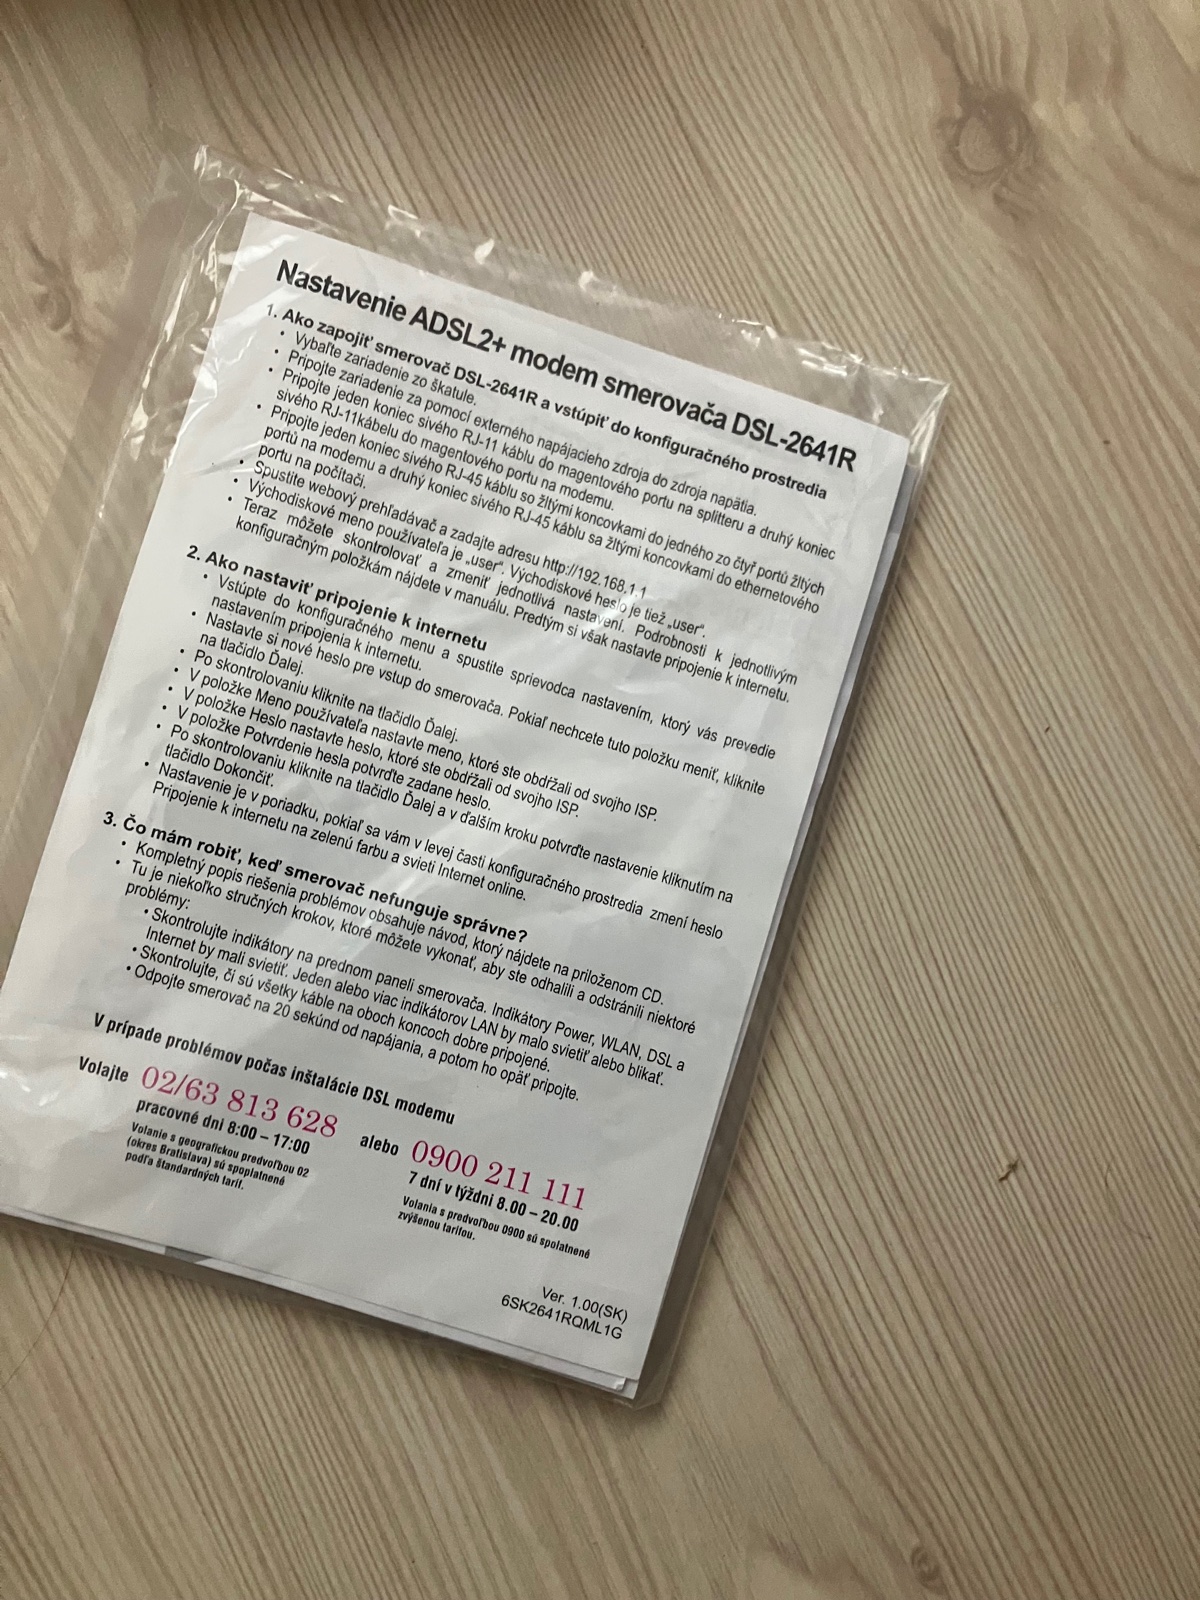 Nastavenie ADSL2+ modem smerovača DSL-2641R
1. Ako zapojiť smerovač DSL-2641R a vstúpiť do konfiguračného prostredia
• Vybaľte zariadenie zo škatule.
• Pripojte zariadenie za pomocí externého napájacieho zdroja do zdroja napätia.
• Pripojte jeden koniec sivého RJ-11 káblu do magentového portu na splitteru a druhý koniec
sivého RJ-11kábelu do magentového portu na modemu.
• Pripojte jeden koniec sivého RJ-45 káblu so žltými koncovkami do jedného zo čtyř portů žltých
portů na modemu a druhý koniec sivého RJ-45 káblu sa žltými koncovkami do ethernetového
portu na počítači.
• Spustite webový prehľadávač a zadajte adresu http://192.168.1.1
• Východiskové meno používateľa je „user“. Východiskové heslo je tiež „user“.
• Teraz môžete skontrolovať a zmeniť jednotlivá nastavení. Podrobnosti k jednotlivým
konfiguračným položkám nájdete v manuálu. Predtým si však nastavte pripojenie k internetu.
2. Ako nastaviť pripojenie k internetu
• Vstúpte do konfiguračného menu a spustite sprievodca nastavením, ktorý vás prevedie
nastavením pripojenia k internetu.
• Nastavte si nové heslo pre vstup do smerovača. Pokiaľ nechcete tuto položku meniť, kliknite
na tlačidlo Ďalej.
• Po skontrolovaniu kliknite na tlačidlo Ďalej.
• V položke Meno používateľa nastavte meno, ktoré ste obdŕžali od svojho ISP.
• V položke Heslo nastavte heslo, ktoré ste obdŕžali od svojho ISP.
• V položke Potvrdenie hesla potvrďte zadane heslo.
• Po skontrolovaniu kliknite na tlačidlo Ďalej a v ďalším kroku potvrďte nastavenie kliknutím na
tlačidlo Dokončiť.
• Nastavenie je v poriadku, pokiaľ sa vám v levej časti konfiguračného prostredia zmení heslo
Pripojenie k internetu na zelenú farbu a svieti Internet online.
3. Čo mám robiť, keď smerovač nefunguje správne?
• Kompletný popis riešenia problémov obsahuje návod, ktorý nájdete na priloženom CD.
• Tu je niekoľko stručných krokov, ktoré môžete vykonať, aby ste odhalili a odstránili niektoré
problémy:
• Skontrolujte indikátory na prednom paneli smerovača. Indikátory Power, WLAN, DSL a
Internet by mali svietiť. Jeden alebo viac indikátorov LAN by malo svietiť alebo blikať.
• Skontrolujte, či sú všetky káble na oboch koncoch dobre pripojené.
• Odpojte smerovač na 20 sekúnd od napájania, a potom ho opäť pripojte.
V prípade problémov počas inštalácie DSL modemu
Volajte 02/63 813 628 alebo 0900 211 111
pracovné dni 8:00 – 17:00
7 dní v týždni 8.00 – 20.00
Volanie s geografickou predvoľbou 02
(okres Bratislava) sú spoplatnené
podľa štandardných taríf.
Volania s predvoľbou 0900 sú spolatnené
zvýšenou tarifou.
Ver. 1.00(SK)
6SK2641RQML1G